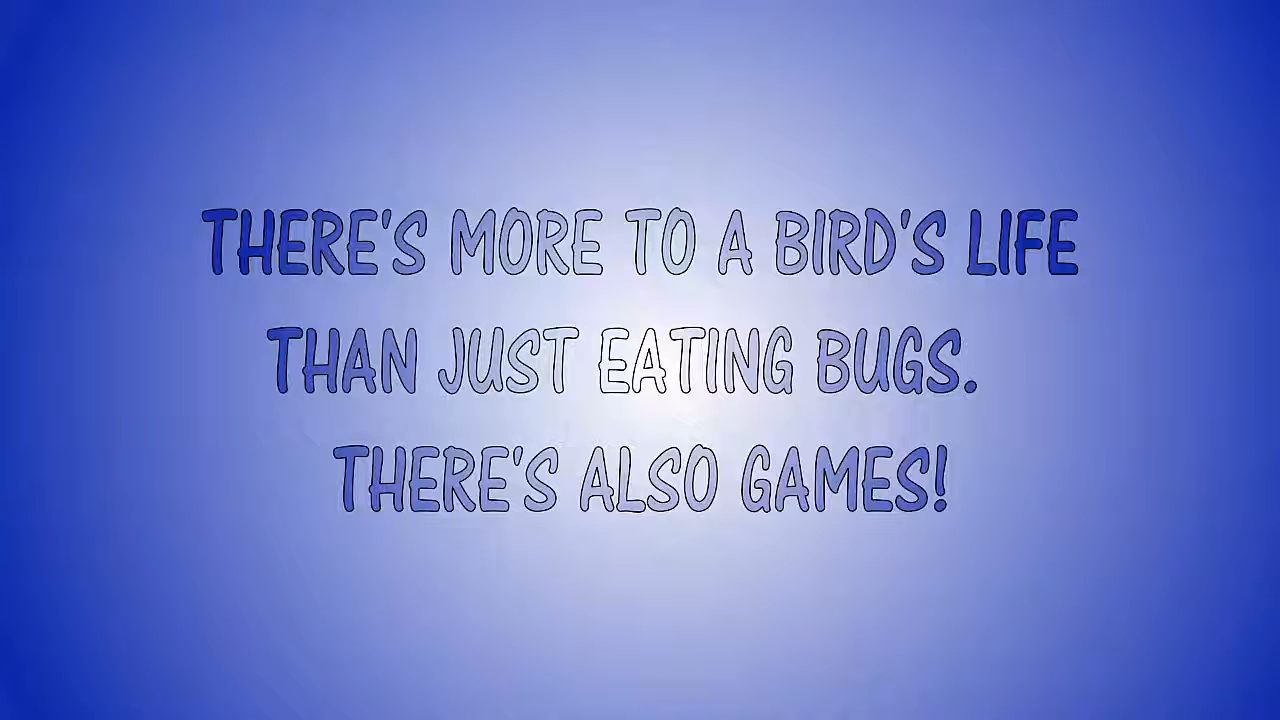 THERE'S MORE TO A BIRD'S LIFE
THAN JUST EATING BUGS.
THERE'S ALSO GAMES!